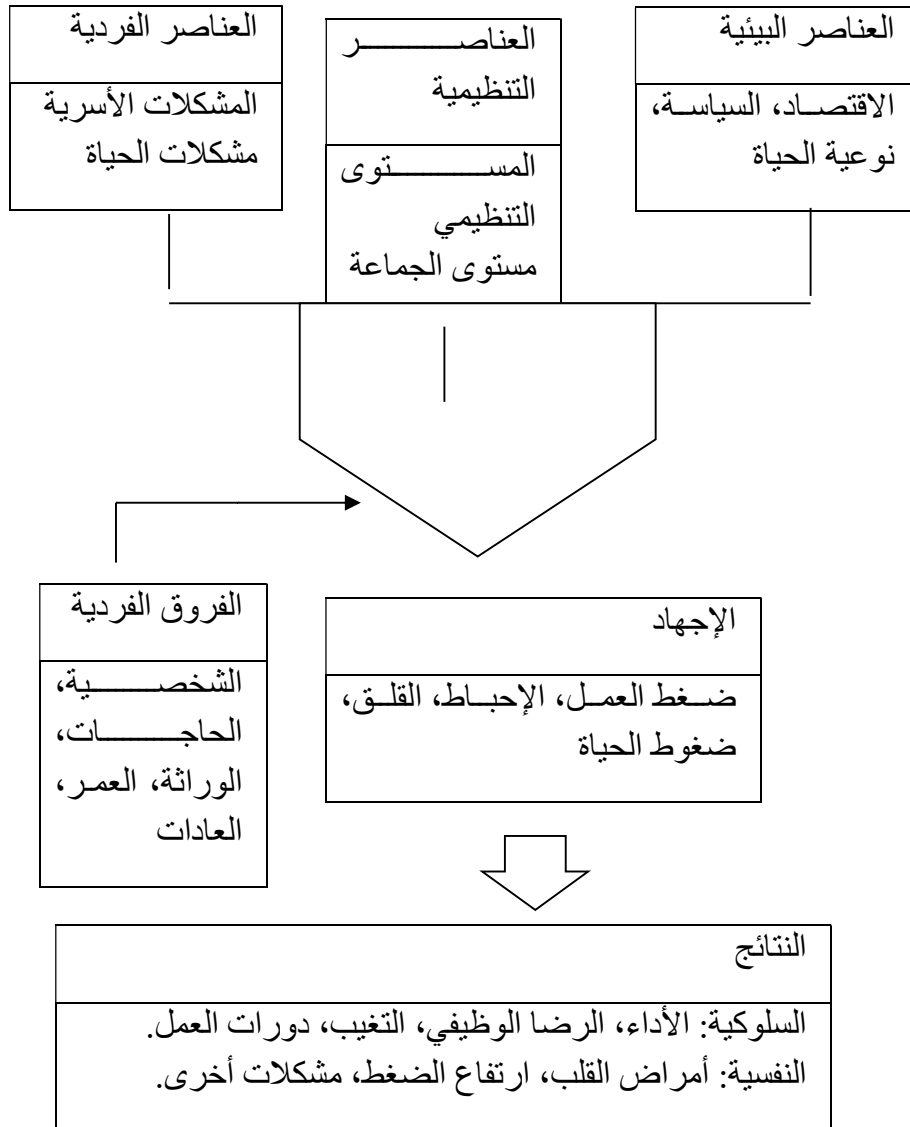 العناصر البيئية
الاقتصاد، السياسة،
نوعية الحياة
العناصر
التنظيمية
المستوى
التنظيمي
مستوى الجماعة
العناصر الفردية
المشكلات الأسرية
مشكلات الحياة
الإجهاد
ضغط العمل، الإحباط، القلق،
ضغوط الحياة
الفروق الفردية
الشخصية،
الحاجات،
الوراثة، العمر،
العادات
النتائج
السلوكية: الأداء، الرضا الوظيفي، التغيب، دورات العمل.
النفسية: أمراض القلب، ارتفاع الضغط، مشكلات أخرى.